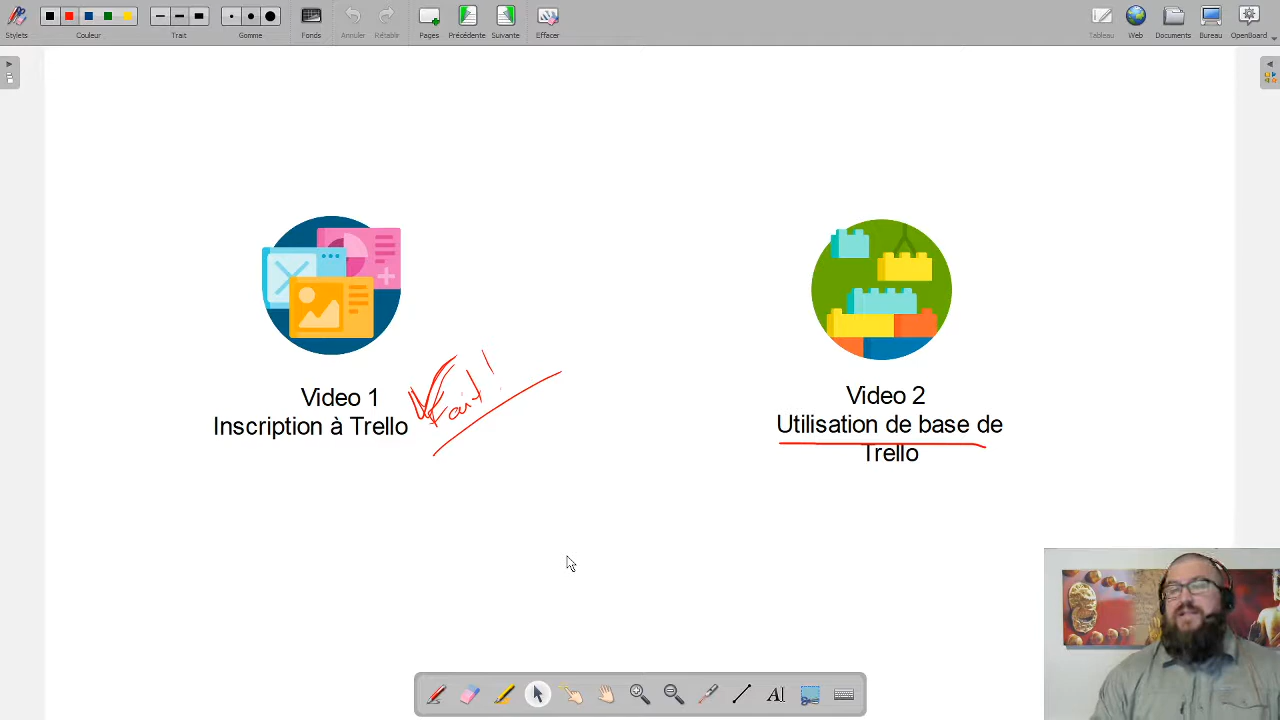 Stylets
Couleur
Trait
Gomme
Fonds
Annuler
Rétablir
Pages
Précédente
Suivante
Effacer
Tableau
Web
Documents
Bureau
OpenBoard
Video 1
Inscription à Trello
Fait !
Video 2
Utilisation de base de
Trello
AI